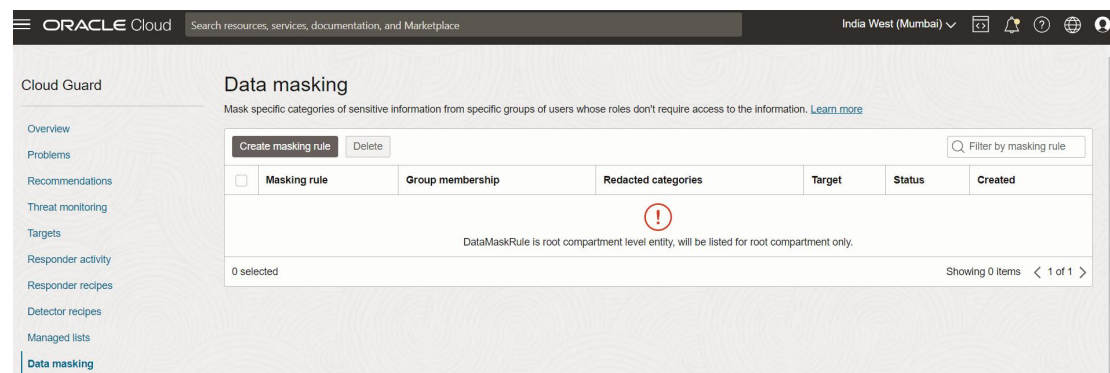 ORACLE Cloud
Search resources, services, documentation, and Marketplace
India West (Mumbai)
Cloud Guard
Overview
Problems
Recommendations
Threat monitoring
Targets
Responder activity
Responder recipes
Detector recipes
Managed lists
Data masking
Data masking
Mask specific categories of sensitive information from specific groups of users whose roles don't require access to the information. Learn more
Create masking rule Delete
Filter by masking rule
Masking rule Group membership Redacted categories Target Status Created
DataMaskRule is root compartment level entity, will be listed for root compartment only.
0 selected
Showing 0 items < 1 of 1 >